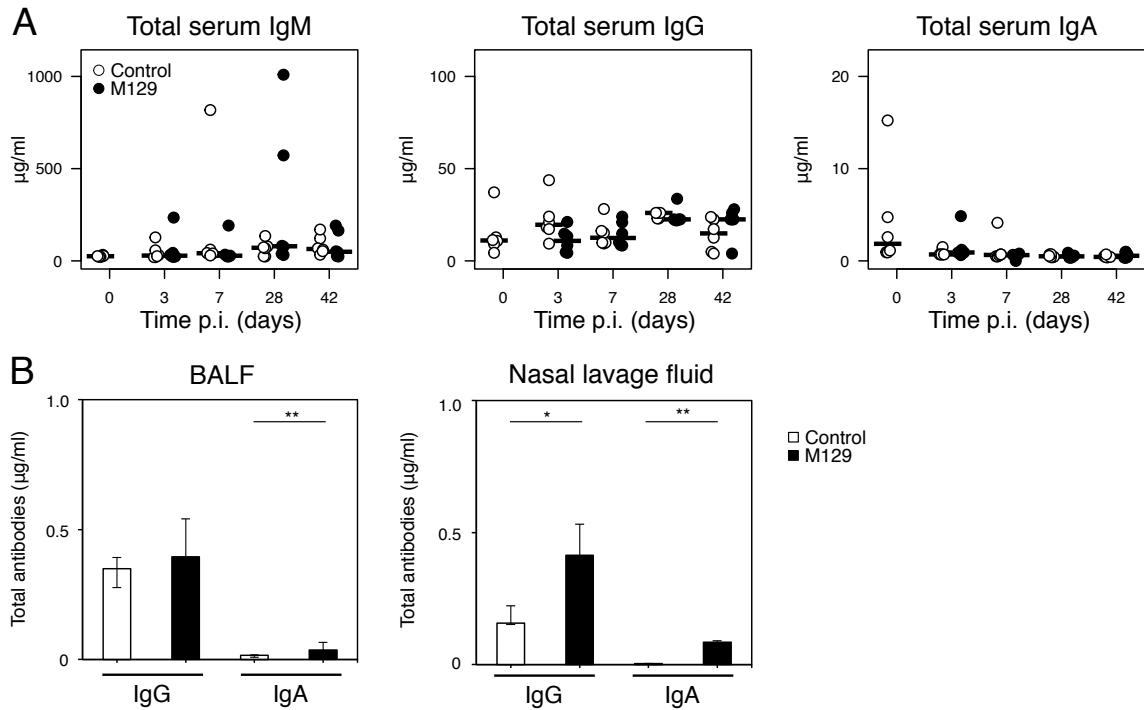 A
Total serum IgM
Total serum IgG
Total serum IgA
µg/ml
1000
500
0
Control
M129
0 3 7 28 42
Time p.i. (days)
µg/ml
100
50
0
0 3 7 28 42
Time p.i. (days)
µg/ml
20
10
0
0 3 7 28 42
Time p.i. (days)
B
BALF
Nasal lavage fluid
Total antibodies (µg/ml)
1.0
0.5
0
**
IgG IgA
Total antibodies (µg/ml)
1.0
0.5
0
* **
IgG IgA
Control
M129